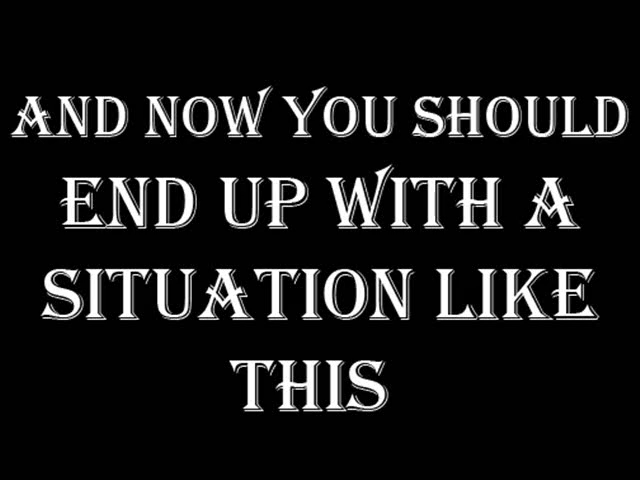 AND NOW YOU SHOULD
END UP WITH A
SITUATION LIKE
THIS